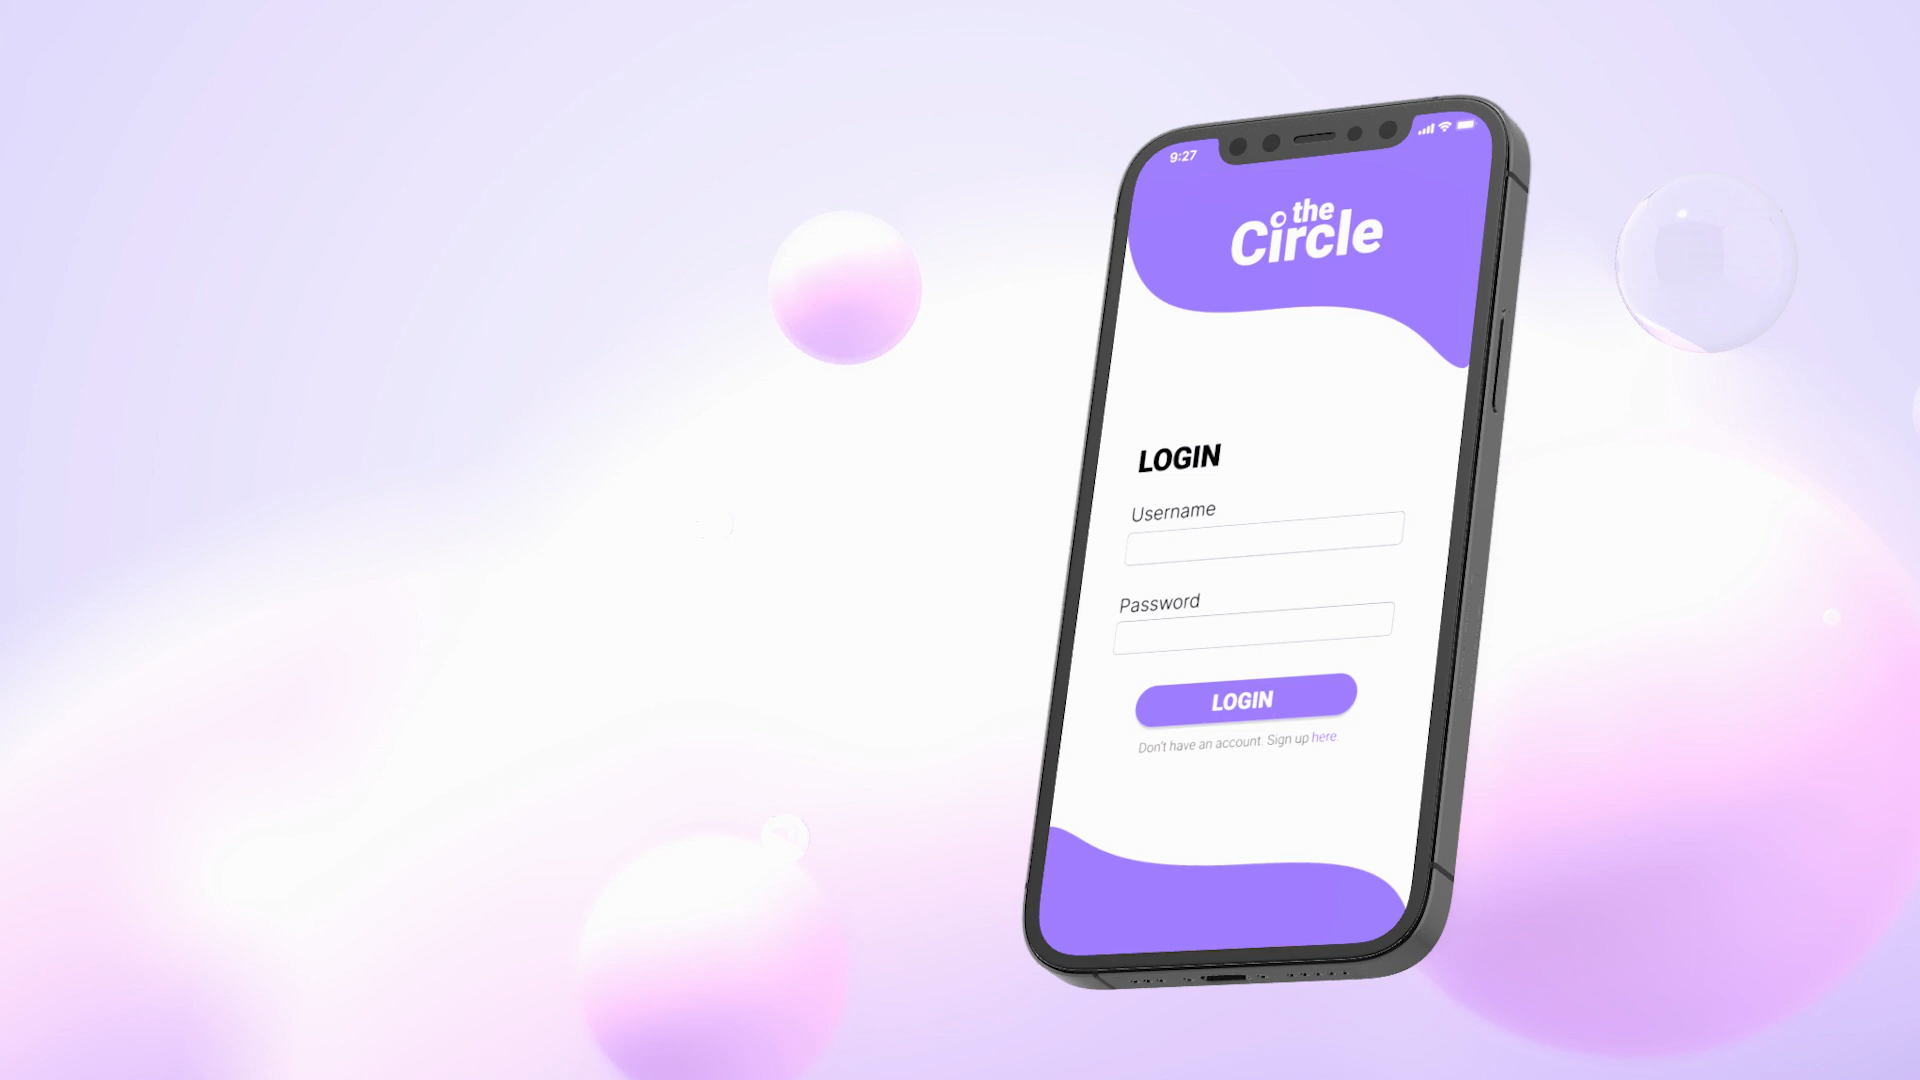 9:27
the
Circle
LOGIN
Username
Password
LOGIN
Don't have an account. Sign up here.